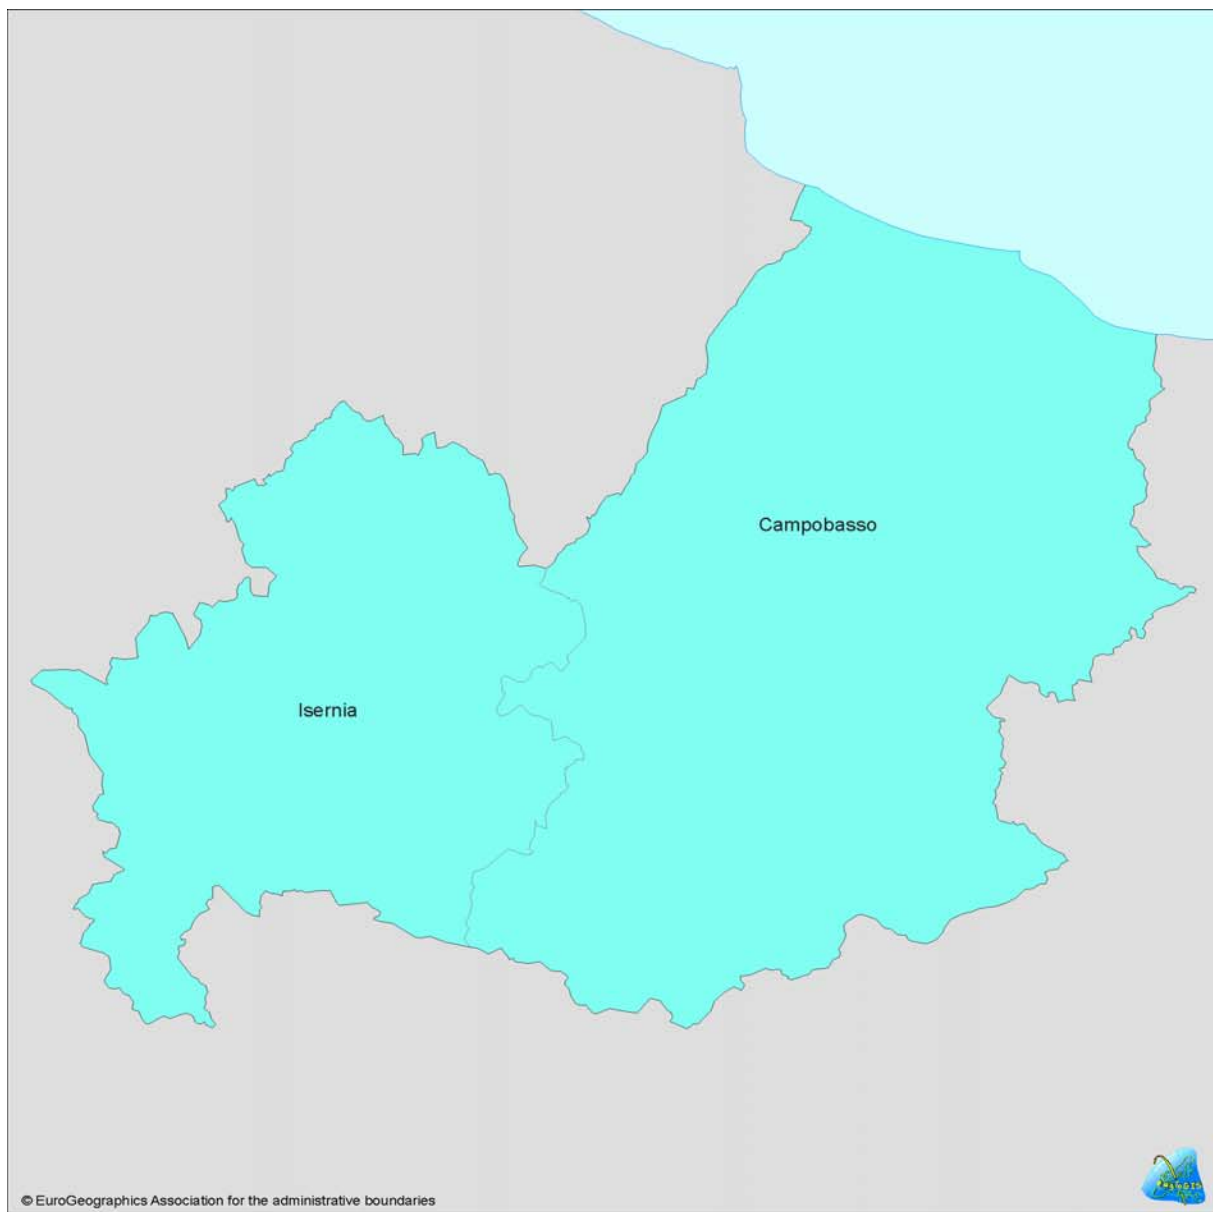 Campobasso
Isernia
© EuroGeographics Association for the administrative boundaries